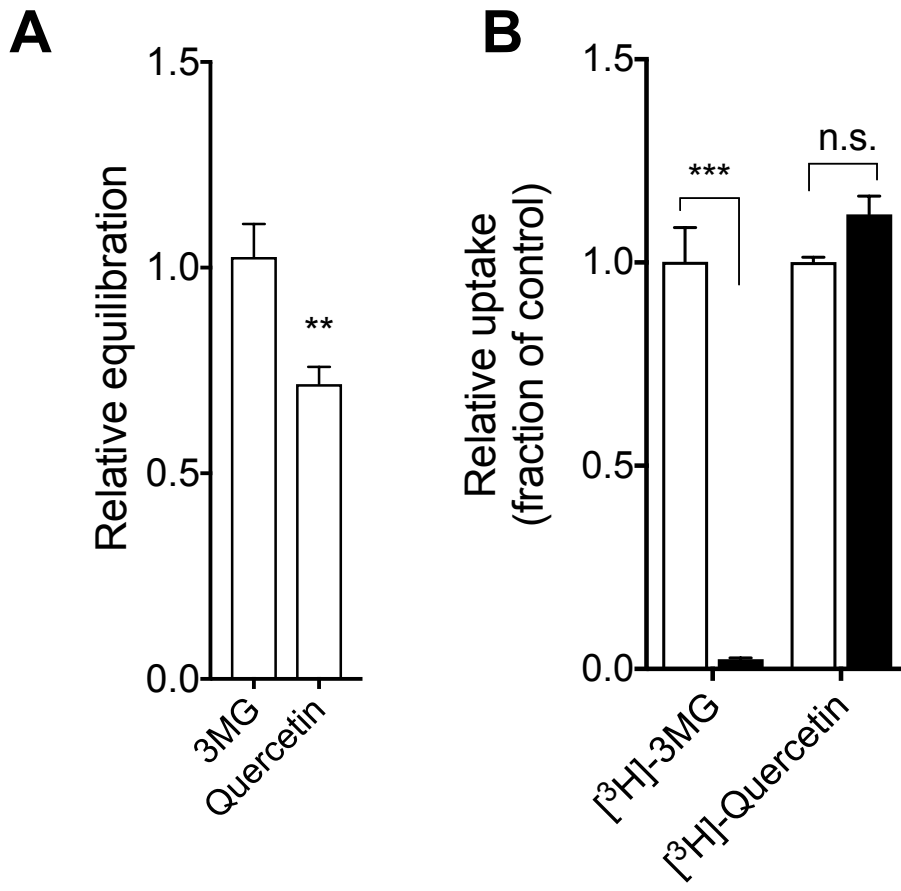 A
1.5
1.0
0.5
0.0
Relative equilibration
**
3MG
Quercetin
B
1.5
1.0
0.5
0.0
Relative uptake
(fraction of control)
***
n.s.
[³H]-3MG
[³H]-Quercetin